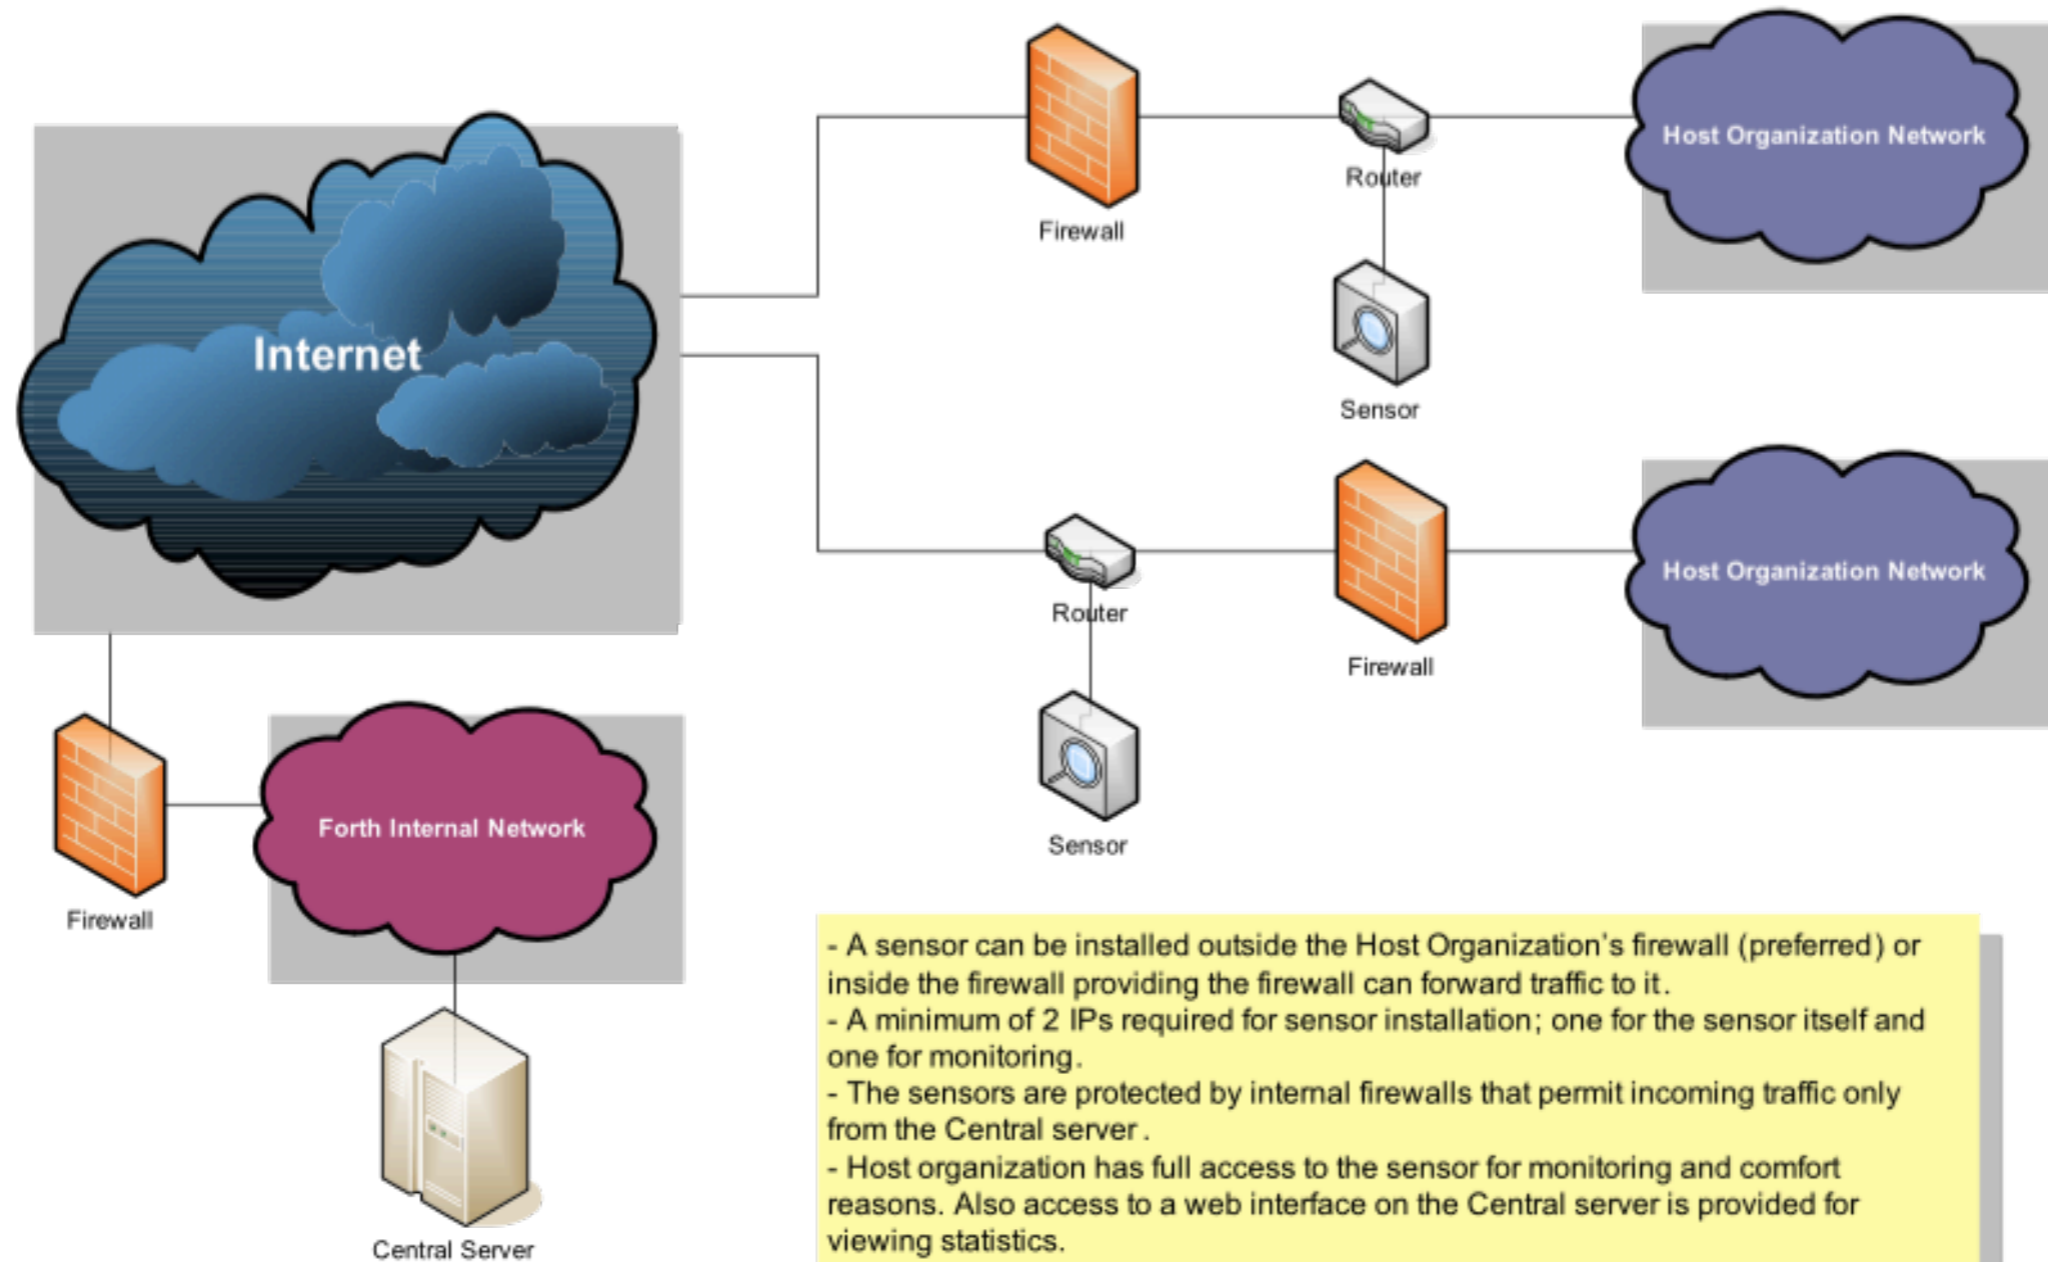 Internet
Firewall
Router
Sensor
Host Organization Network
Router
Sensor
Firewall
Host Organization Network
Firewall
Forth Internal Network
Central Server
- A sensor can be installed outside the Host Organization's firewall (preferred) or
inside the firewall providing the firewall can forward traffic to it.
- A minimum of 2 IPs required for sensor installation; one for the sensor itself and
one for monitoring.
- The sensors are protected by internal firewalls that permit incoming traffic only
from the Central server.
- Host organization has full access to the sensor for monitoring and comfort
reasons. Also access to a web interface on the Central server is provided for
viewing statistics.